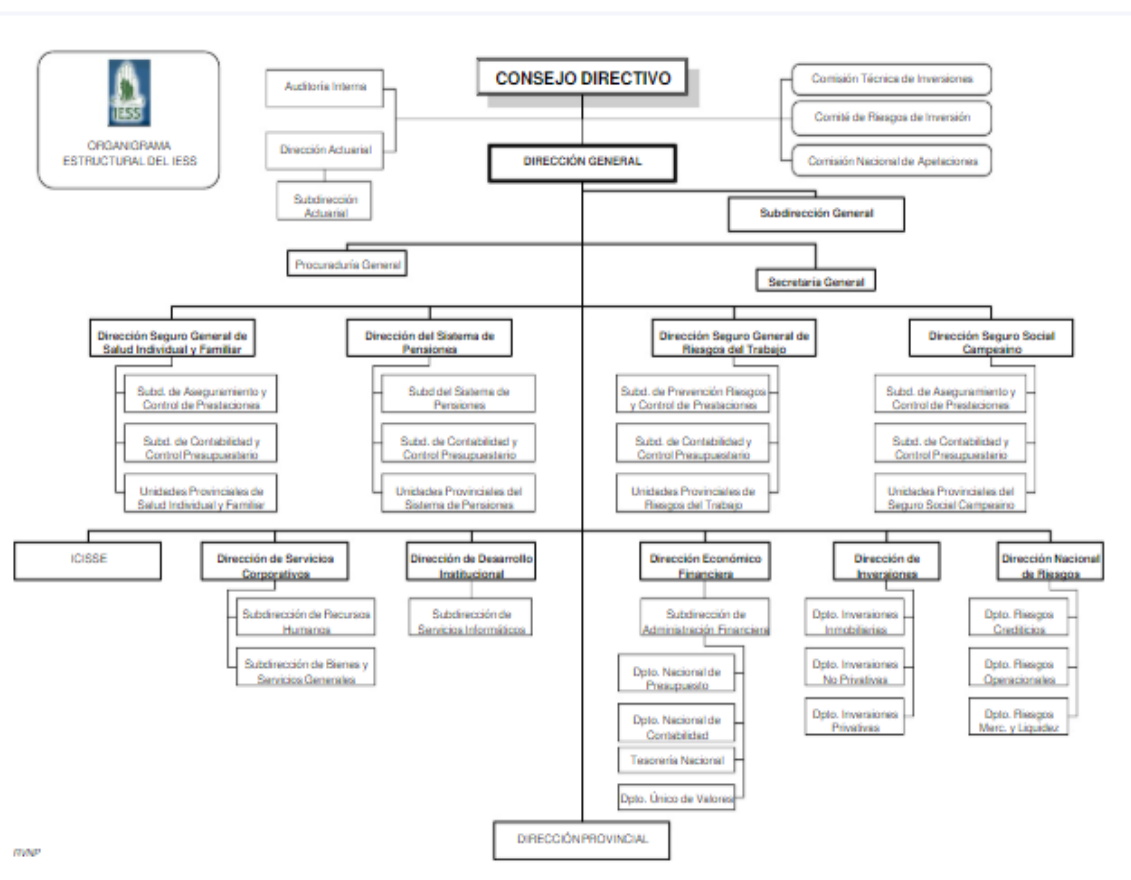 IESS
ORGANIGRAMA
ESTRUCTURAL DEL IESS
Auditoría Interna
Dirección Actuarial
Subdirección
Actuarial
CONSEJO DIRECTIVO
DIRECCIÓN GENERAL
Comisión Técnica de Inversiones
Comité de Riesgos de Inversión
Comisión Nacional de Apelaciones
Subdirección General
Procuraduría General
Secretaria General
Dirección Seguro General de
Salud Individual y Familiar
Subd. de Aseguramiento y
Control de Prestaciones
Subd. de Contabilidad y
Control Presupuestario
Unidades Provinciales de
Salud Individual y Familiar
Dirección del Sistema de
Pensiones
Subd del Sistema de
Pensiones
Subd. de Contabilidad y
Control Presupuestario
Unidades Provinciales del
Sistema de Pensiones
Dirección Seguro General de
Riesgos del Trabajo
Subd. de Prevención Riesgos
y Control de Prestaciones
Subd. de Contabilidad y
Control Presupuestario
Unidades Provinciales de
Riesgos del Trabajo
Dirección Seguro Social
Campesino
Subd. de Aseguramiento y
Control de Prestaciones
Subd. de Contabilidad y
Control Presupuestario
Unidades Provinciales del
Seguro Social Campesino
ICISSE
Dirección de Servicios
Corporativos
Subdirección de Recursos
Humanos
Subdirección de Bienes y
Servicios Generales
Dirección de Desarrollo
Institucional
Subdirección de
Servicios Informáticos
Dirección Económico
Financiera
Subdirección de
Administración Financiera
Dpto. Nacional de
Presupuesto
Dpto. Nacional de
Contabilidad
Tesorería Nacional
Dpto. Único de Valores
Dirección de
Inversiones
Dpto. Inversiones
Inmobiliarias
Dpto. Inversiones
No Privativas
Dpto. Inversiones
Privativas
Dirección Nacional
de Riesgos
Dpto. Riesgos
Crediticios
Dpto. Riesgos
Operacionales
Dpto. Riesgos
Merc. y Liquidez
DIRECCIÓN PROVINCIAL